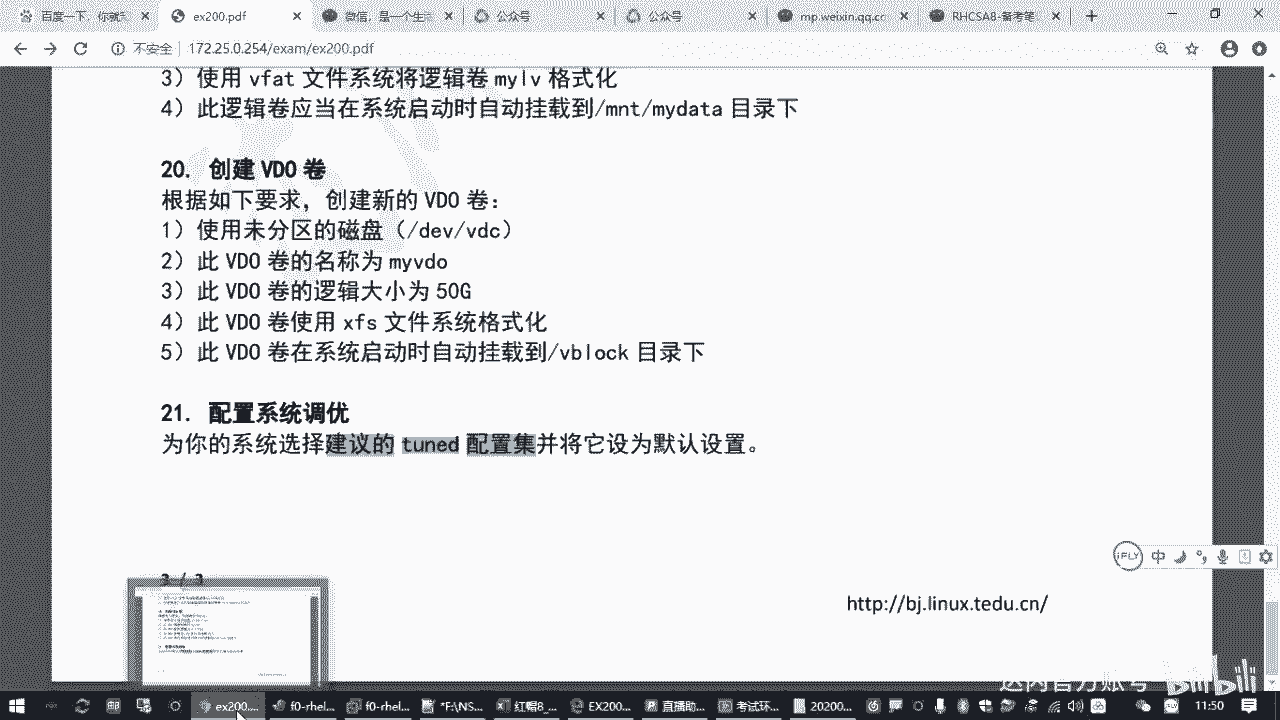 百度一下，你就
ex200.pdf
微信，是一个生
公众号
公众号
mp.weixin.qq.c
RHCSA8-备考笔
不安全
172.25.0.254/exam/ex200.pdf
3）使用 vfat 文件系统将逻辑卷 mylv 格式化
4）此逻辑卷应当在系统启动时自动挂载到/mnt/mydata 目录下
20. 创建 VDO 卷
根据如下要求，创建新的 VDO 卷：
1）使用未分区的磁盘（/dev/vdc）
2）此 VDO 卷的名称为 myvdo
3）此 VDO 卷的逻辑大小为 50G
4）此 VDO 卷使用 xfs 文件系统格式化
5）此 VDO 卷在系统启动时自动挂载到/vblock 目录下
21. 配置系统调优
为你的系统选择建议的 tuned 配置集并将它设为默认设置。
3 / 3
iFLY 中
http://bj.linux.tedu.cn/
达内官方账号 bilibili
ex200...
f0-rhel...
f0-rhel...
*F:\NS...
红帽8_...
EX200...
直播助...
考试环...
20200...
中
11:50